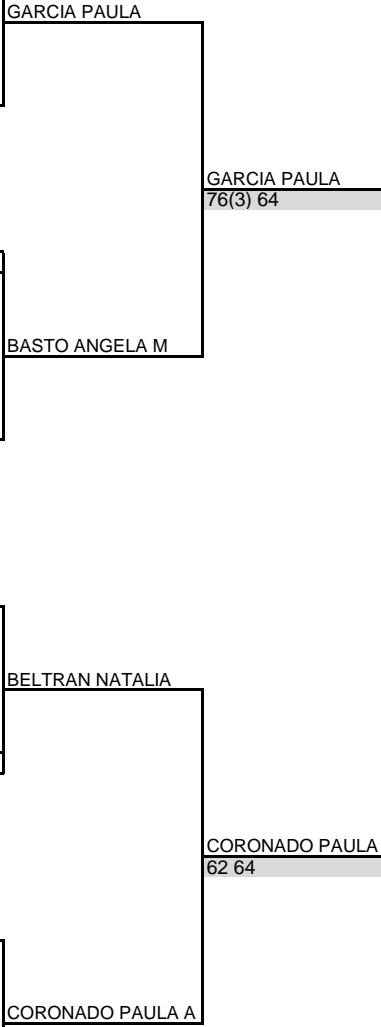 GARCIA PAULA
GARCIA PAULA
76(3) 64
BASTO ANGELA M
BELTRAN NATALIA
CORONADO PAULA
62 64
CORONADO PAULA A